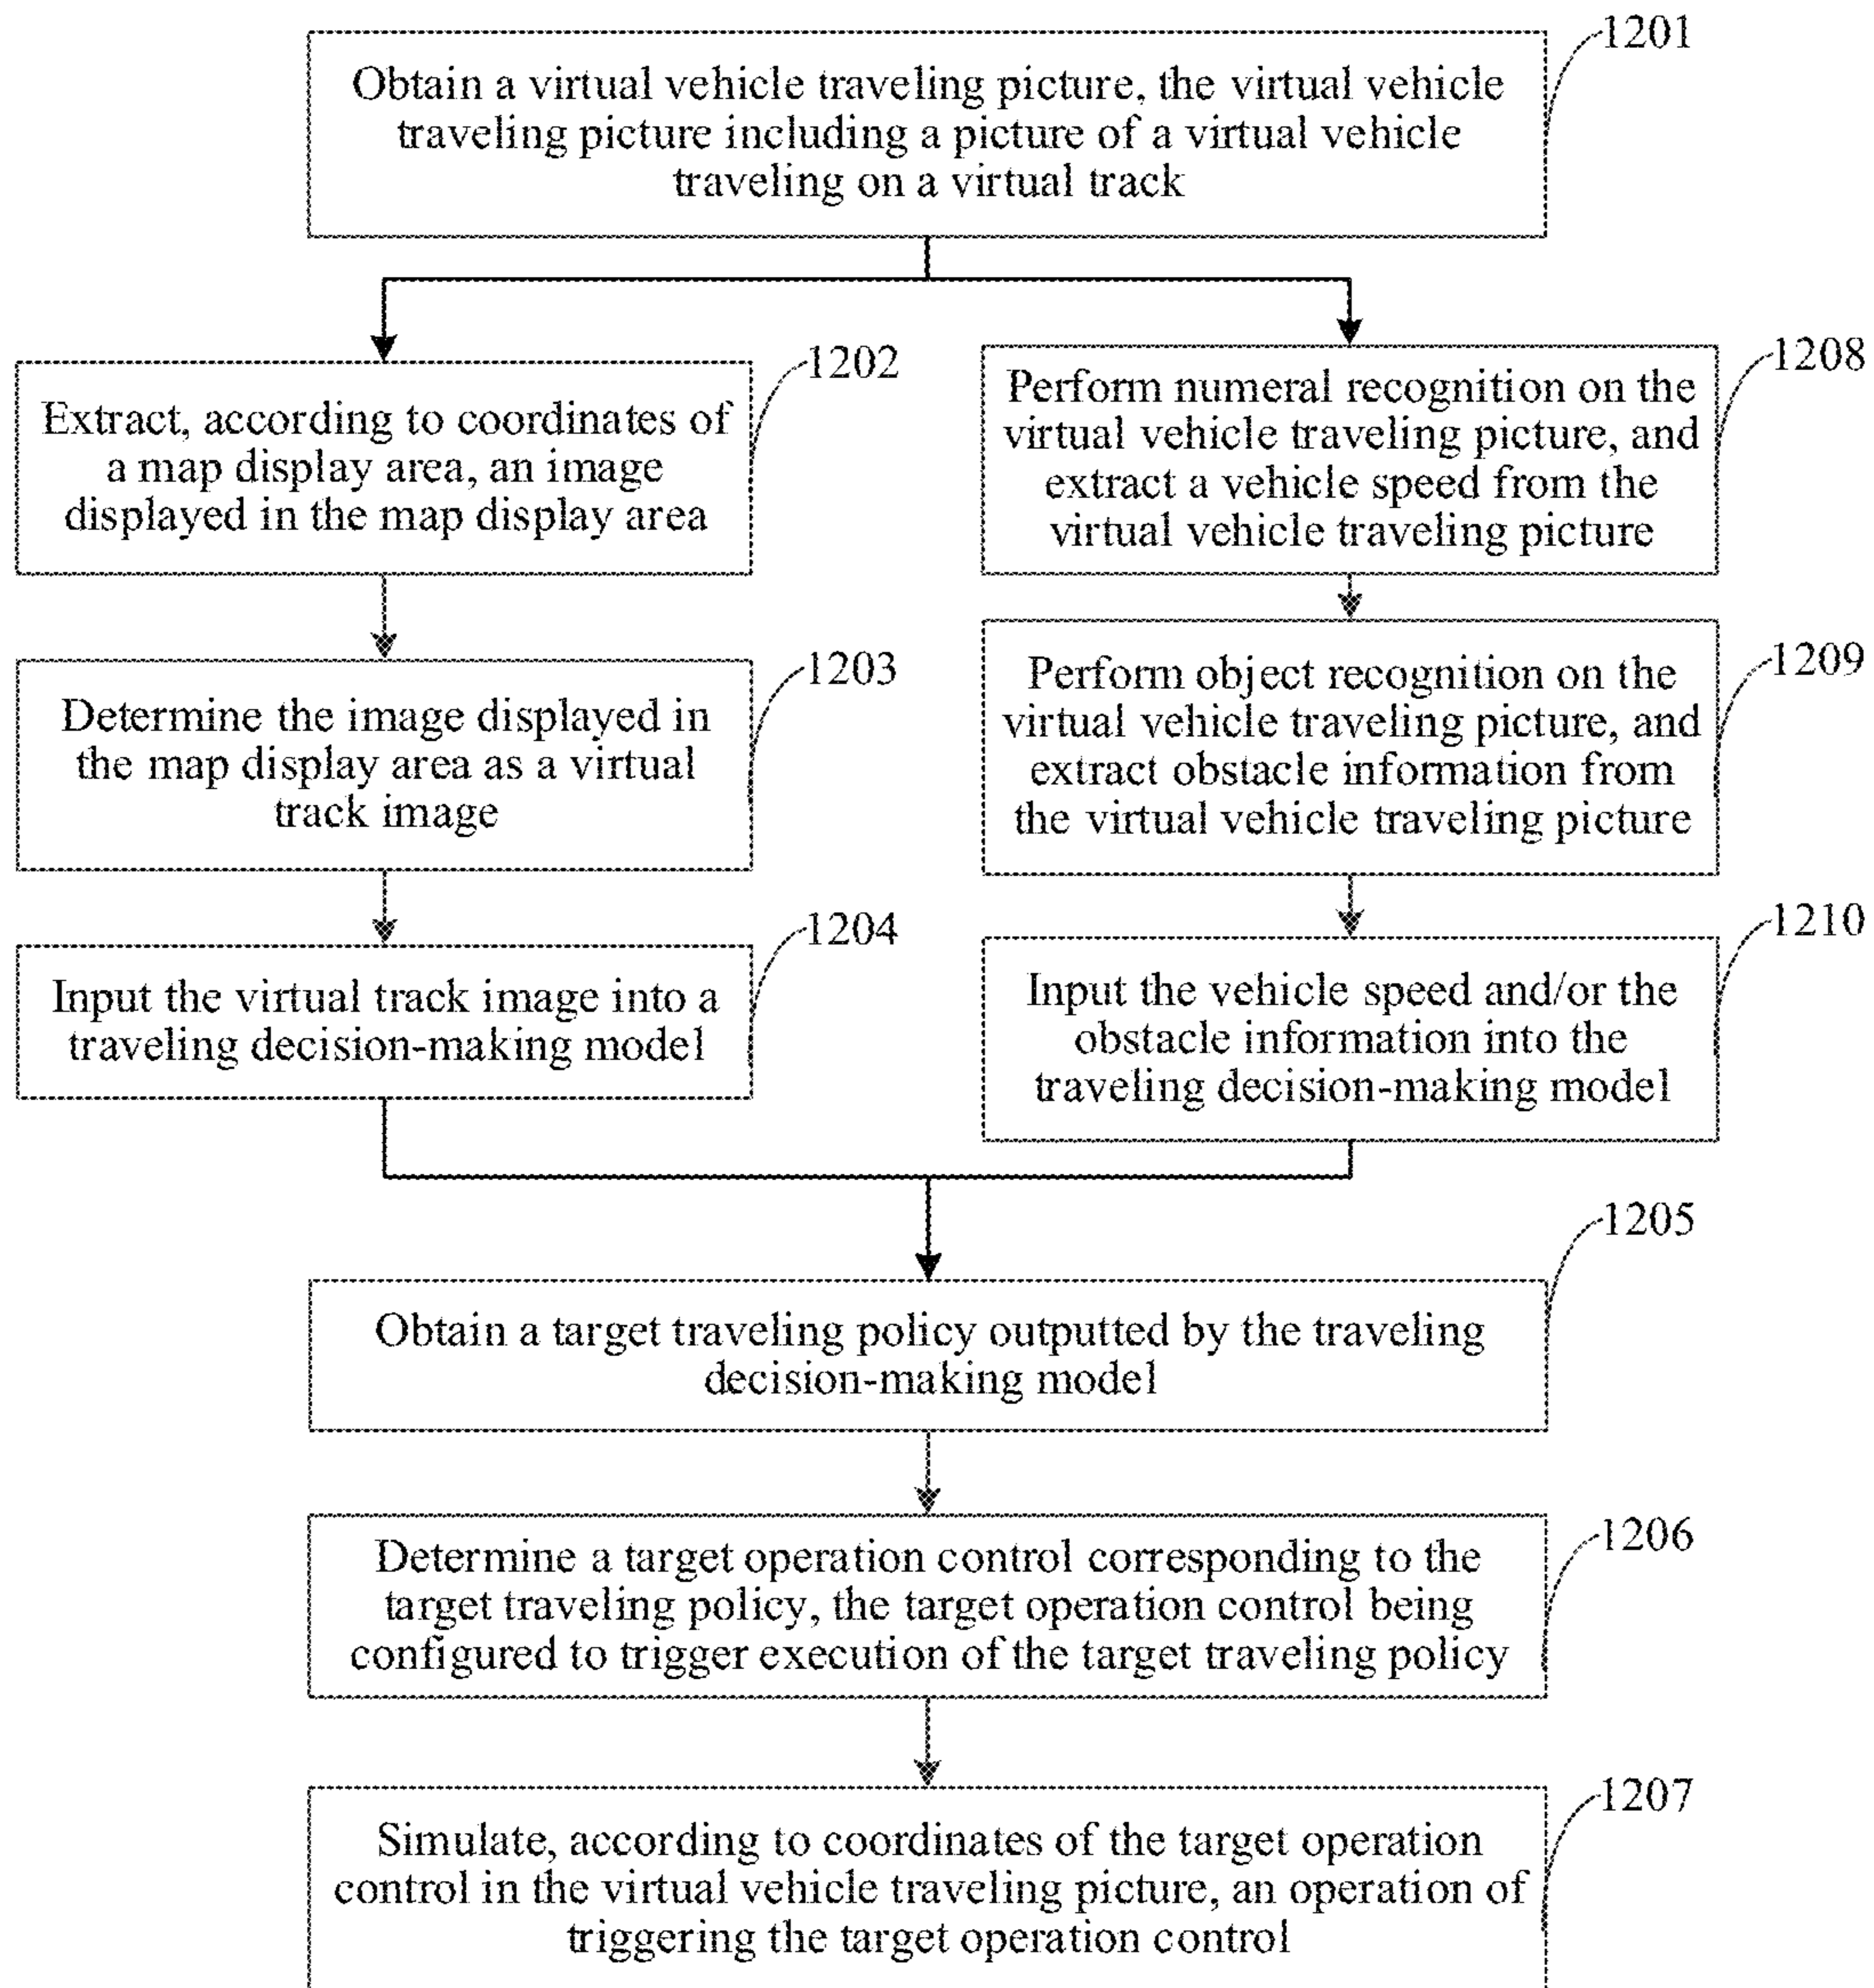 1201
Obtain a virtual vehicle traveling picture, the virtual vehicle
traveling picture including a picture of a virtual vehicle
traveling on a virtual track
1202
Extract, according to coordinates of
a map display area, an image
displayed in the map display area
1203
Determine the image displayed in
the map display area as a virtual
track image
1204
Input the virtual track image into a
traveling decision-making model
1208
Perform numeral recognition on the
virtual vehicle traveling picture, and
extract a vehicle speed from the
virtual vehicle traveling picture
1209
Perform object recognition on the
virtual vehicle traveling picture, and
extract obstacle information from
the virtual vehicle traveling picture
1210
Input the vehicle speed and/or the
obstacle information into the
traveling decision-making model
1205
Obtain a target traveling policy outputted by the traveling
decision-making model
1206
Determine a target operation control corresponding to the
target traveling policy, the target operation control being
configured to trigger execution of the target traveling policy
1207
Simulate, according to coordinates of the target operation
control in the virtual vehicle traveling picture, an operation of
triggering the target operation control